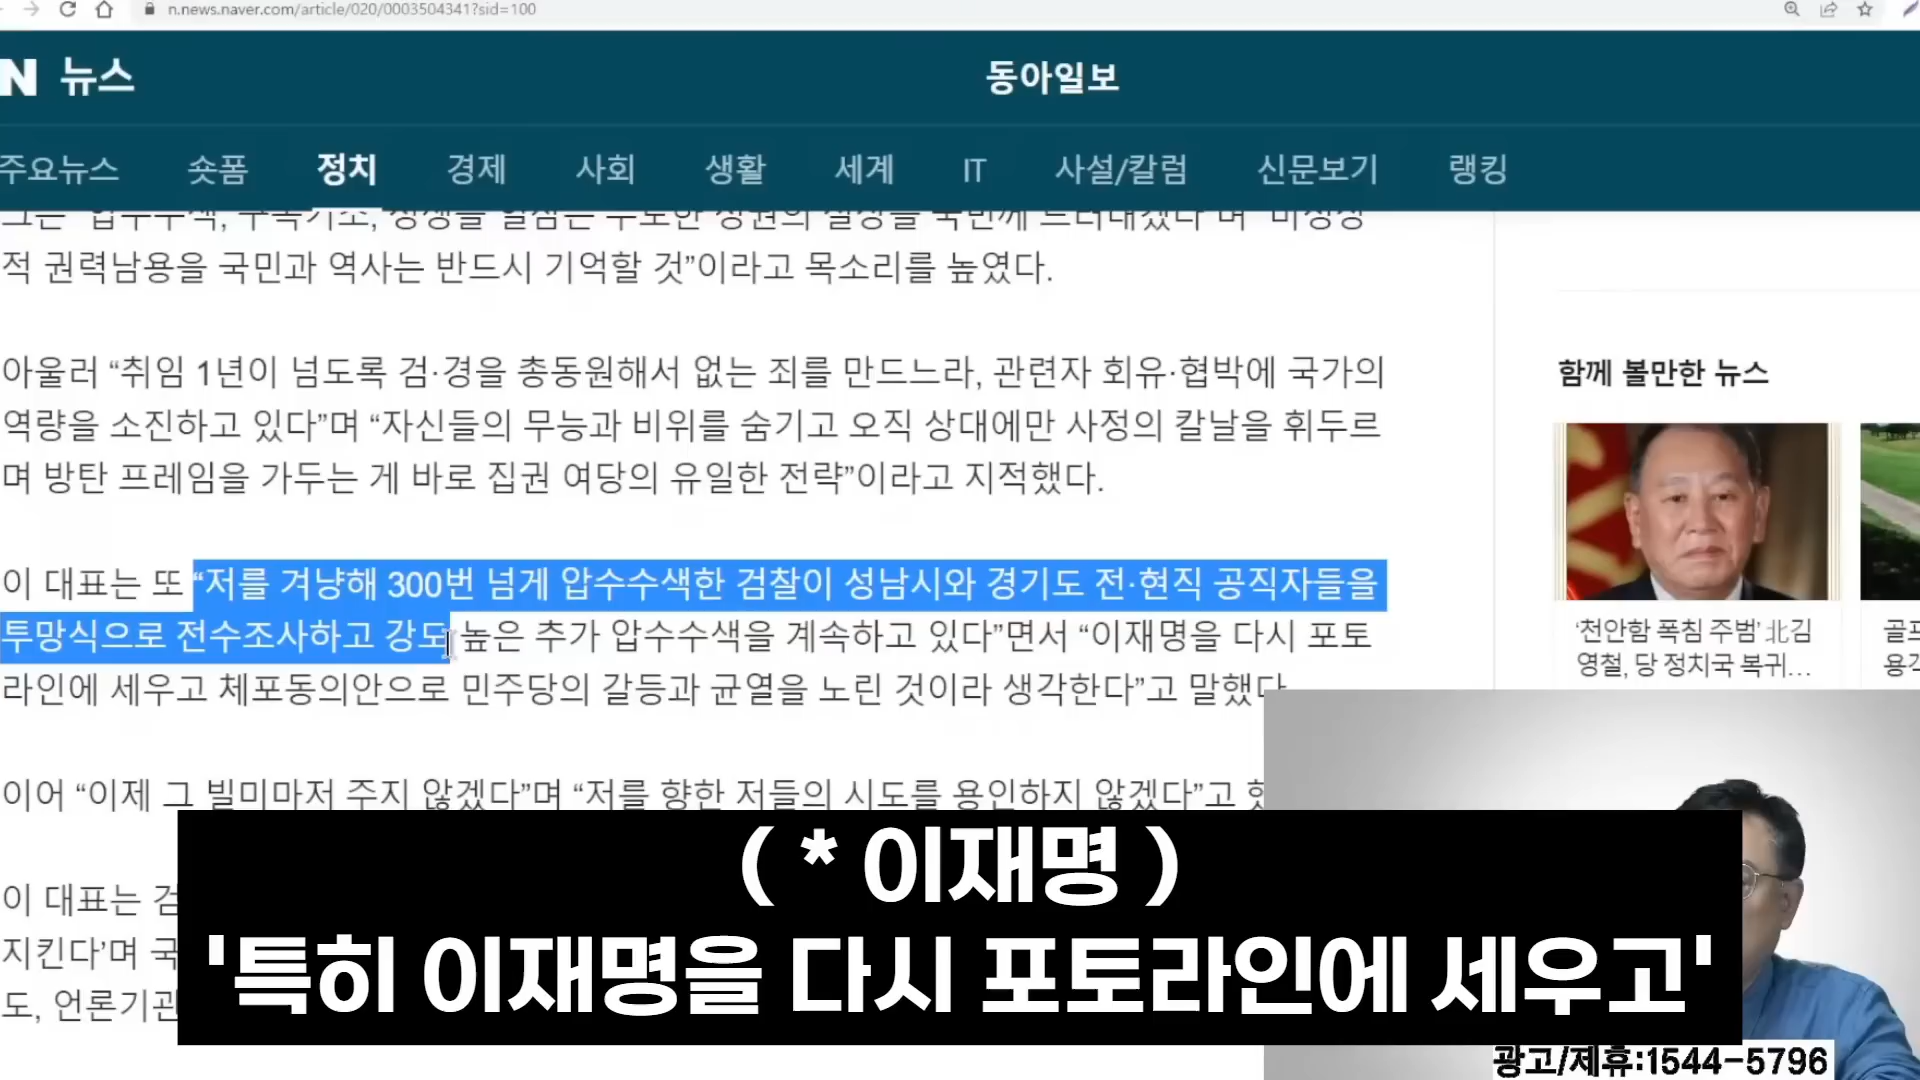 n.news.naver.com/article/020/0003504341?sid=100
N 뉴스
동아일보
주요뉴스 숏폼 정치 경제 사회 생활 세계 IT 사설/칼럼 신문보기 랭킹
적 권력남용을 국민과 역사는 반드시 기억할 것”이라고 목소리를 높였다.
아울러 “취임 1년이 넘도록 검·경을 총동원해서 없는 죄를 만드느라, 관련자 회유·협박에 국가의
역량을 소진하고 있다”며 “자신들의 무능과 비위를 숨기고 오직 상대에만 사정의 칼날을 휘두르
며 방탄 프레임을 가두는 게 바로 집권 여당의 유일한 전략”이라고 지적했다.
이 대표는 또 “저를 겨냥해 300번 넘게 압수수색한 검찰이 성남시와 경기도 전·현직 공직자들을
투망식으로 전수조사하고 강도 높은 추가 압수수색을 계속하고 있다”면서 “이재명을 다시 포토
라인에 세우고 체포동의안으로 민주당의 갈등과 균열을 노린 것이라 생각한다”고 말했다
이어 “이제 그 빌미마저 주지 않겠다”며 “저를 향한 저들의 시도를 용인하지 않겠다”고
이 대표는 검
지킨다’며 국
도, 언론기관
함께 볼만한 뉴스
‘천안함 폭침 주범’ 北김
영철, 당 정치국 복귀...
골프
용각
( * 이재명 )
'특히 이재명을 다시 포토라인에 세우고'
광고/제휴:1544-5796